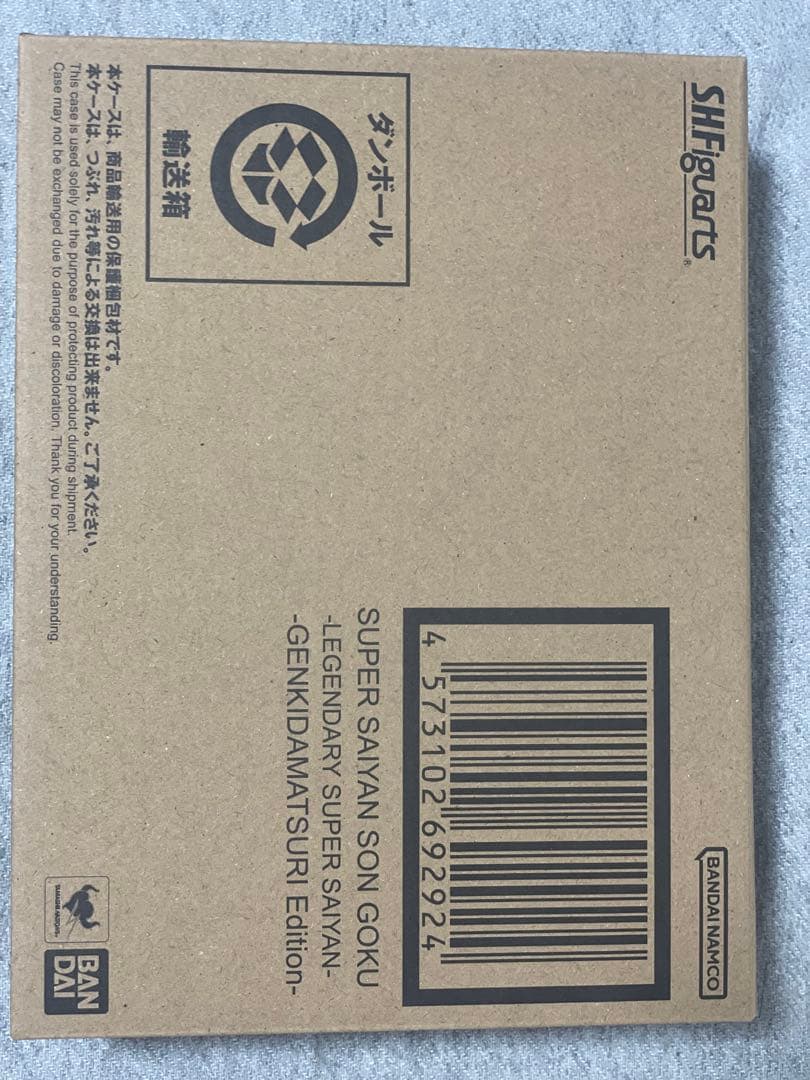 S.H.Figuarts®
ダンボール
輸送箱
本ケースは、商品輸送用の保護梱包材です。
本ケースは、つぶれ、汚れ等による交換は出来ません。ご了承ください。
This case is used solely for the purpose of protecting product during shipment.
Case may not be exchanged due to damage or discoloration. Thank you for your understanding.
4 573102 692924
SUPER SAIYAN SON GOKU
-LEGENDARY SUPER SAIYAN-
-GENKIDAMATSURI Edition-
BANDAI NAMCO
TAMASHII NATIONS
BAN
DAI